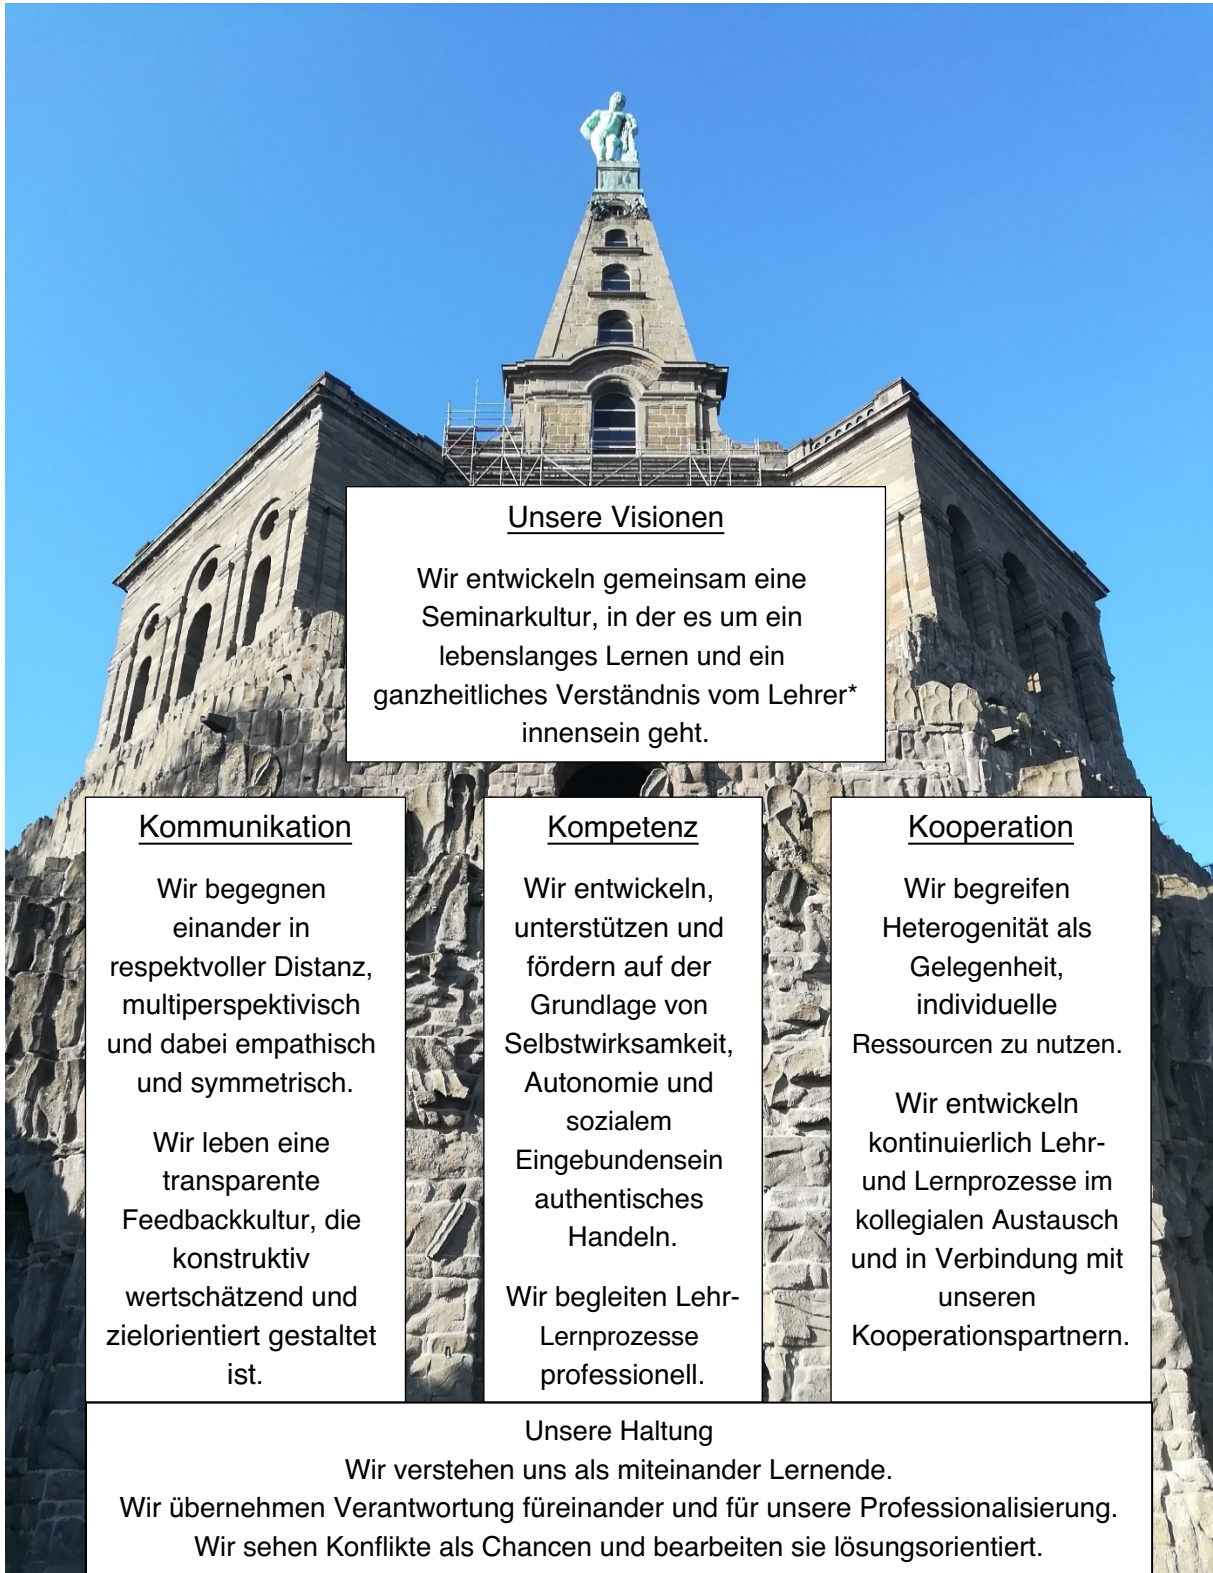 Unsere Visionen
Wir entwickeln gemeinsam eine
Seminarkultur, in der es um ein
lebenslanges Lernen und ein
ganzheitliches Verständnis vom Lehrer*
innensein geht.
Kommunikation
Wir begegnen
einander in
respektvoller Distanz,
multiperspektivisch
und dabei empathisch
und symmetrisch.
Wir leben eine
transparente
Feedbackkultur, die
konstruktiv
wertschätzend und
zielorientiert gestaltet
ist.
Kompetenz
Wir entwickeln,
unterstützen und
fördern auf der
Grundlage von
Selbstwirksamkeit,
Autonomie und
sozialem
Eingebundensein
authentisches
Handeln.
Wir begleiten Lehr-
Lernprozesse
professionell.
Kooperation
Wir begreifen
Heterogenität als
Gelegenheit,
individuelle
Ressourcen zu nutzen.
Wir entwickeln
kontinuierlich Lehr-
und Lernprozesse im
kollegialen Austausch
und in Verbindung mit
unseren
Kooperationspartnern.
Unsere Haltung
Wir verstehen uns als miteinander Lernende.
Wir übernehmen Verantwortung füreinander und für unsere Professionalisierung.
Wir sehen Konflikte als Chancen und bearbeiten sie lösungsorientiert.